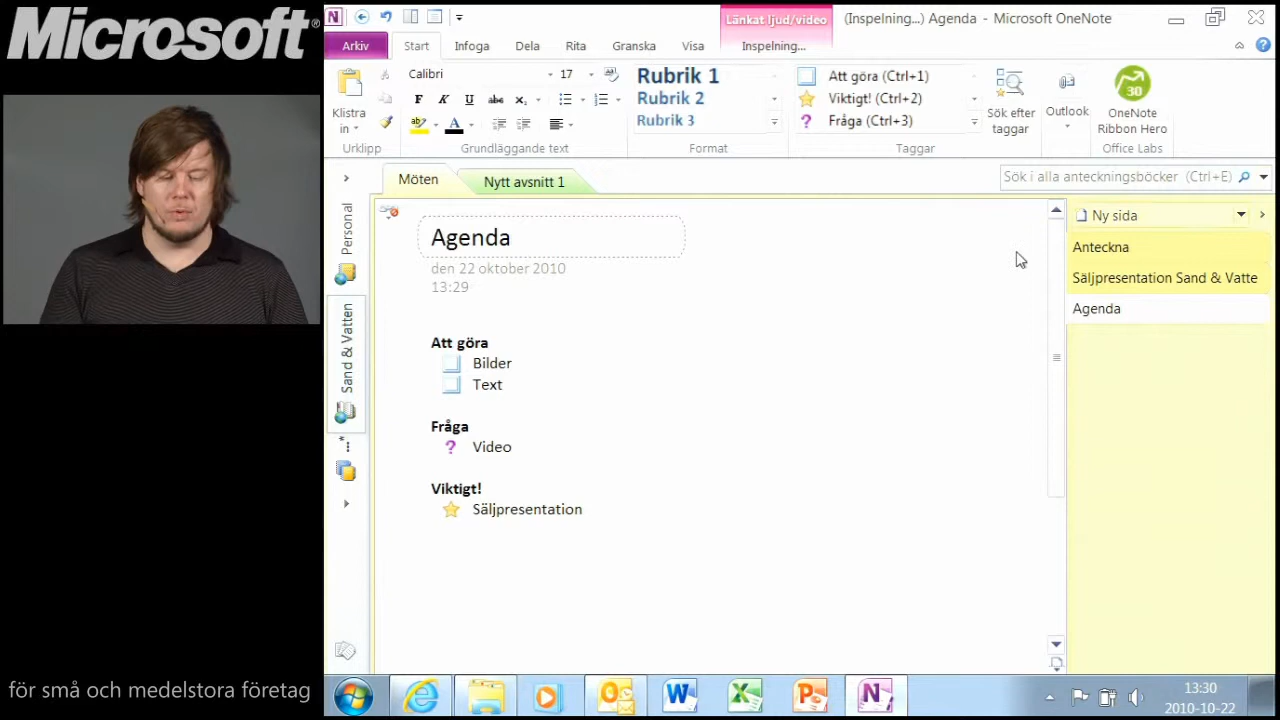 Microsoft
Länkat ljud/video
(Inspelning...) Agenda - Microsoft OneNote
Arkiv
Start
Infoga
Dela
Rita
Granska
Visa
Inspelning...
Klistra in
Urklipp
Calibri
17
F K U abc x₂
Grundläggande text
Rubrik 1
Rubrik 2
Rubrik 3
Format
Att göra (Ctrl+1)
Viktigt! (Ctrl+2)
Fråga (Ctrl+3)
Taggar
Sök efter taggar
Outlook
30
OneNote Ribbon Hero
Office Labs
Möten
Nytt avsnitt 1
Sök i alla anteckningsböcker (Ctrl+E)
Personal
Sand & Vatten
Agenda
den 22 oktober 2010
13:29
Att göra
Bilder
Text
Fråga
? Video
Viktigt!
Säljpresentation
Ny sida
Anteckna
Säljpresentation Sand & Vatte
Agenda
för små och medelstora företag
13:30
2010-10-22